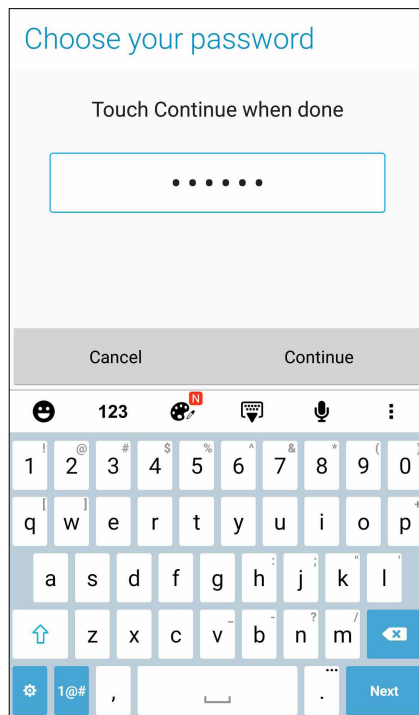 Choose your password
Touch Continue when done
••••••
Cancel Continue
123 N
! @ # $ % ^ & * ( )
1 2 3 4 5 6 7 8 9 0
[ ] +
q w e r t y u i o p
: ; " '
a s d f g h j k l
_ - ? /
z x c v b n m
1@# , . ... Next